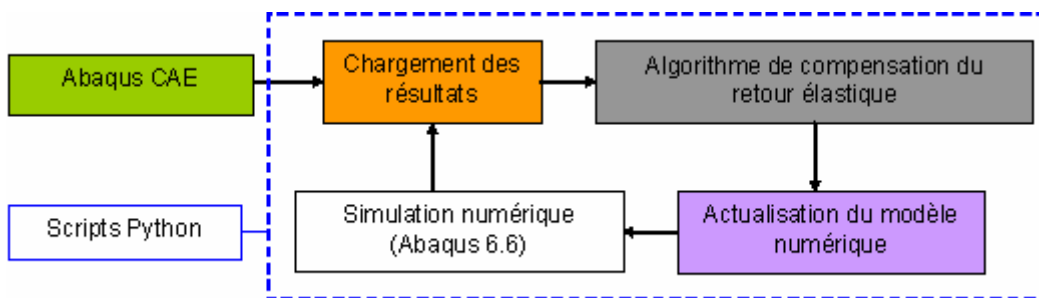 Abaqus CAE
Chargement des
résultats
Algorithme de compensation du
retour élastique
Scripts Python
Simulation numérique
(Abaqus 6.6)
Actualisation du modèle
numérique